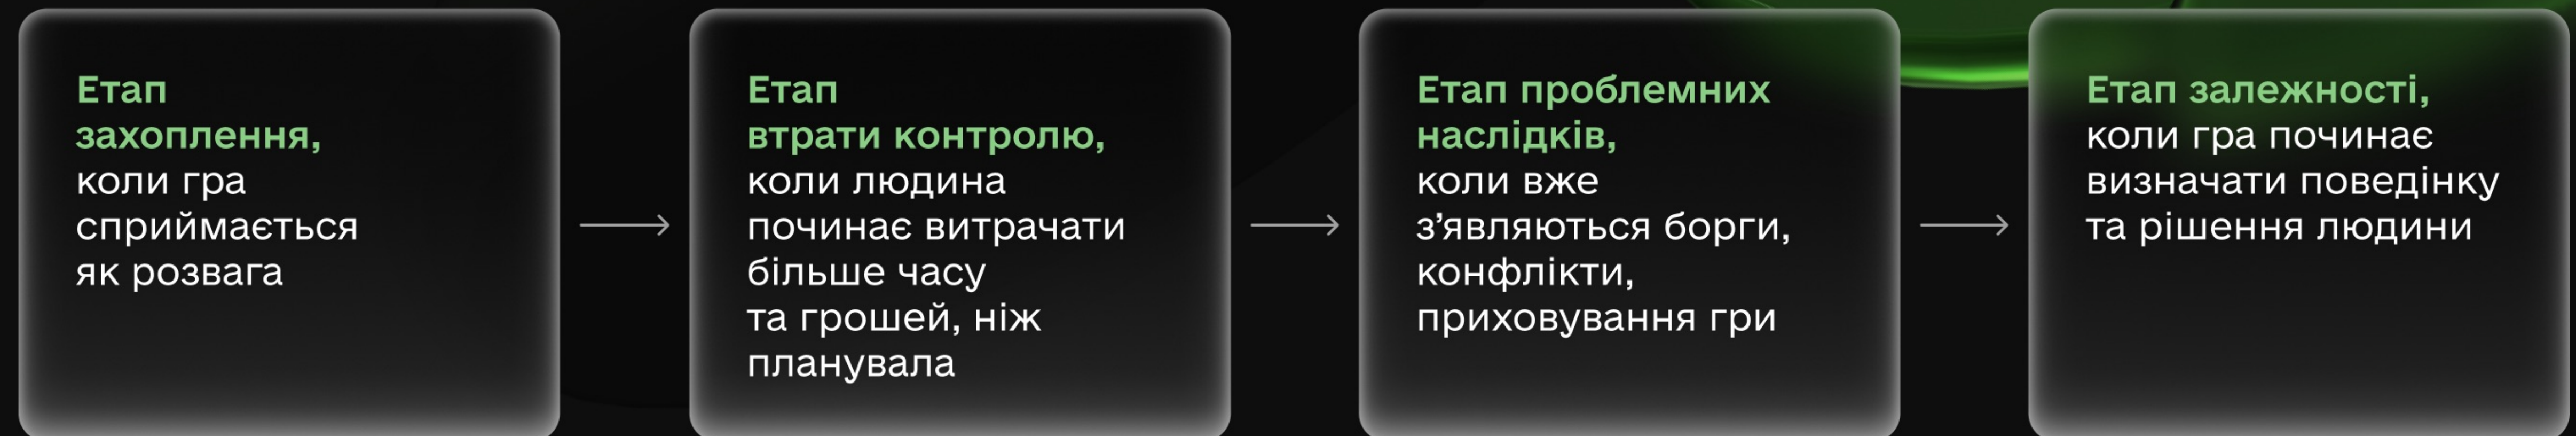 Етап
захоплення,
коли гра
сприймається
як розвага
Етап
втрати контролю,
коли людина
починає витрачати
більше часу
та грошей, ніж
планувала
Етап проблемних
наслідків,
коли вже
з’являються борги,
конфлікти,
приховування гри
Етап залежності,
коли гра починає
визначати поведінку
та рішення людини